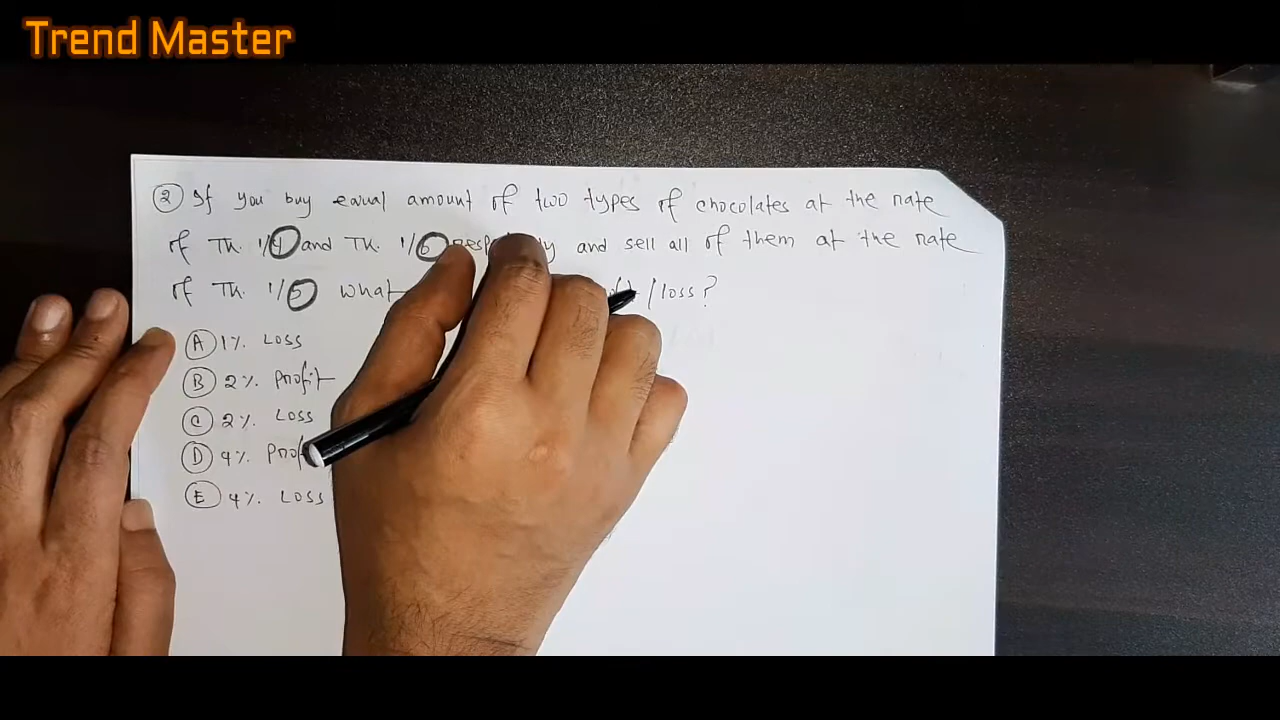 Trend Master
② If you buy equal amount of two types of chocolates at the rate
of TK. 1/4 and TK. 1/6 and sell all of them at the rate
of TK. 1/5 what / loss?
Ⓐ 1%. Loss
Ⓑ 2%. Profit
Ⓒ 2%. Loss
Ⓓ 4%.
Ⓔ 4%. Loss